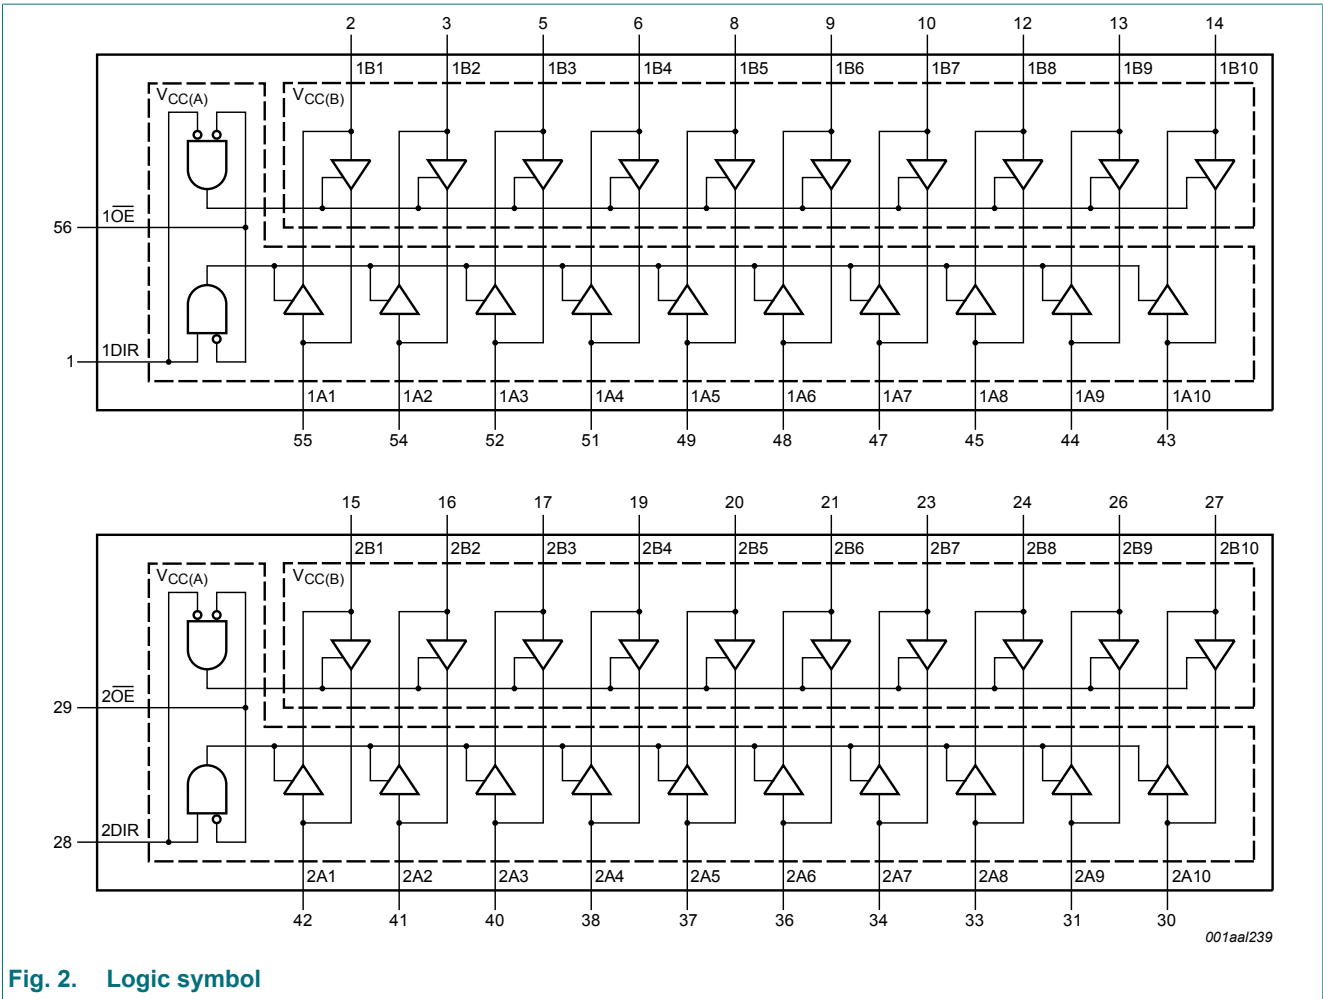 2 3 5 6 8 9 10 12 13 14
1B1 1B2 1B3 1B4 1B5 1B6 1B7 1B8 1B9 1B10
VCC(A) VCC(B)
56 1O̅E̅
1 1DIR
1A1 1A2 1A3 1A4 1A5 1A6 1A7 1A8 1A9 1A10
55 54 52 51 49 48 47 45 44 43
15 16 17 19 20 21 23 24 26 27
2B1 2B2 2B3 2B4 2B5 2B6 2B7 2B8 2B9 2B10
VCC(A) VCC(B)
29 2O̅E̅
28 2DIR
2A1 2A2 2A3 2A4 2A5 2A6 2A7 2A8 2A9 2A10
42 41 40 38 37 36 34 33 31 30
001aal239
Fig. 2. Logic symbol